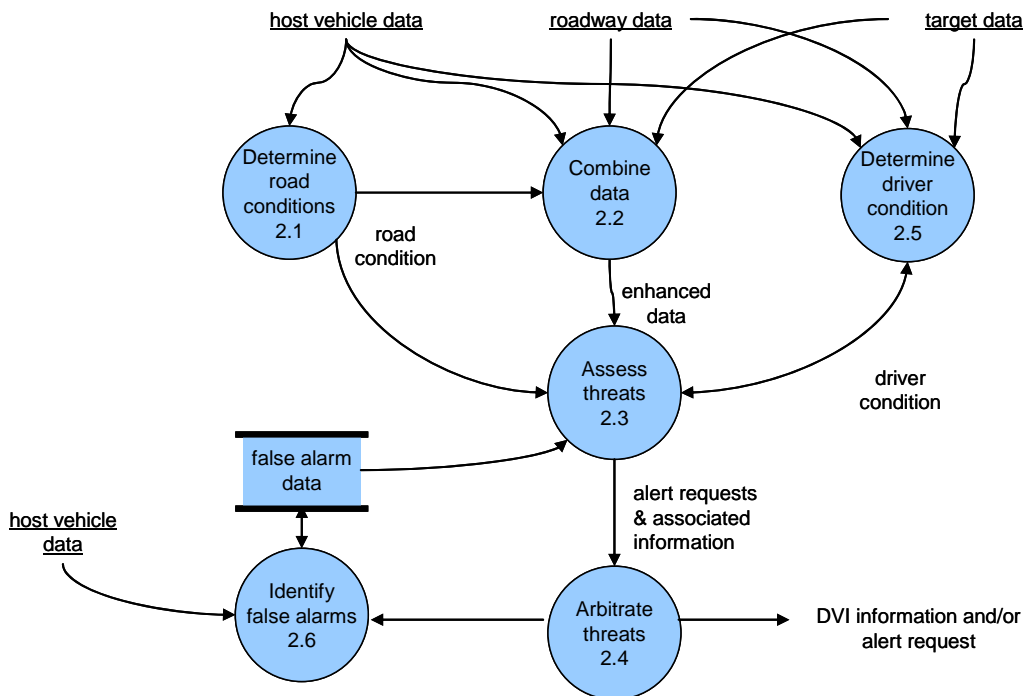 host vehicle data
roadway data
target data
Determine
road
conditions
2.1
Combine
data
2.2
Determine
driver
condition
2.5
road
condition
enhanced
data
Assess
threats
2.3
driver
condition
false alarm
data
alert requests
& associated
information
host vehicle
data
Identify
false alarms
2.6
Arbitrate
threats
2.4
DVI information and/or
alert request